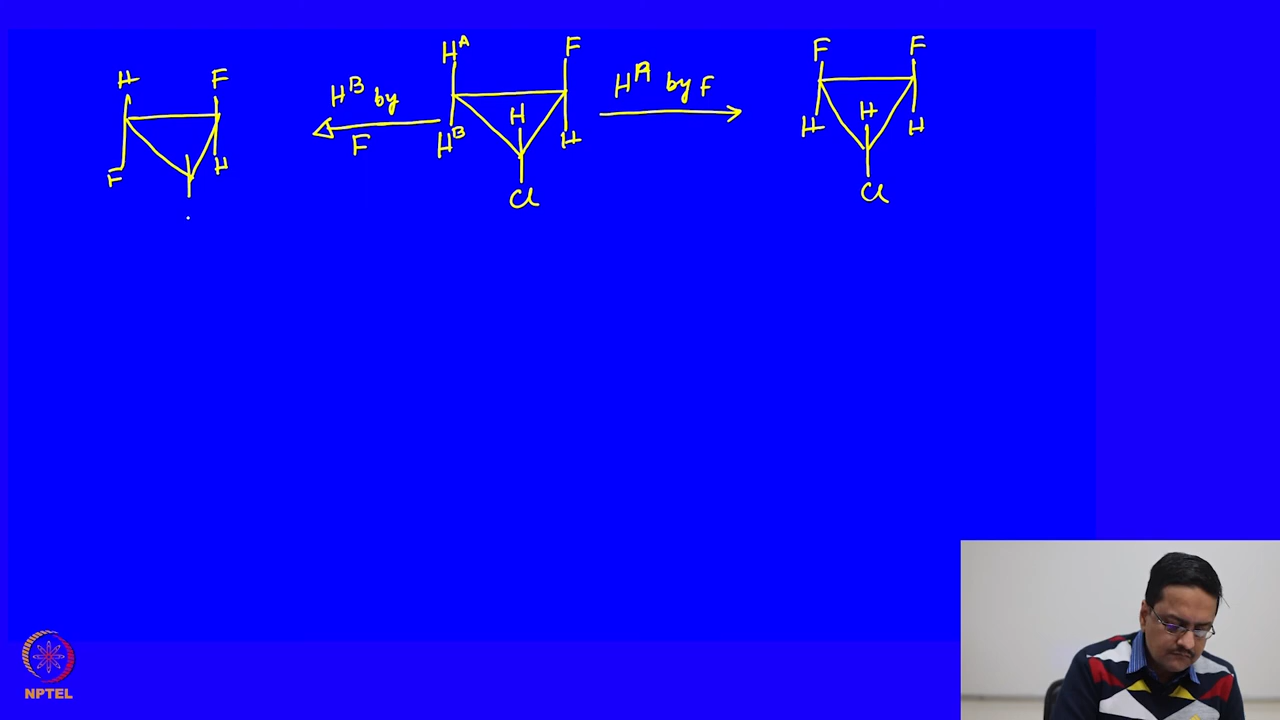 H F
F H
H^B by
F
H^A F
H
H^B H
Cl
H^A by F
F F
H
H H
Cl
NPTEL